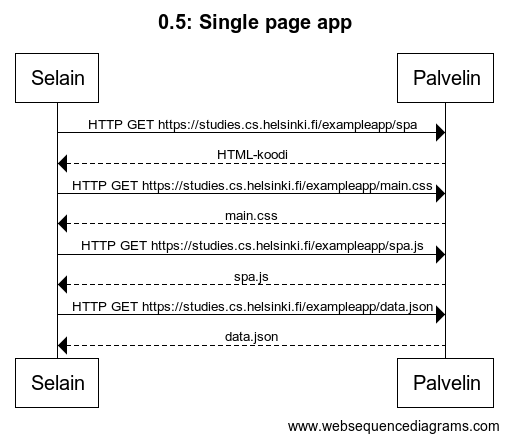 0.5: Single page app
Selain
Palvelin
HTTP GET https://studies.cs.helsinki.fi/exampleapp/spa
HTML-koodi
HTTP GET https://studies.cs.helsinki.fi/exampleapp/main.css
main.css
HTTP GET https://studies.cs.helsinki.fi/exampleapp/spa.js
spa.js
HTTP GET https://studies.cs.helsinki.fi/exampleapp/data.json
data.json
Selain
Palvelin
www.websequencediagrams.com